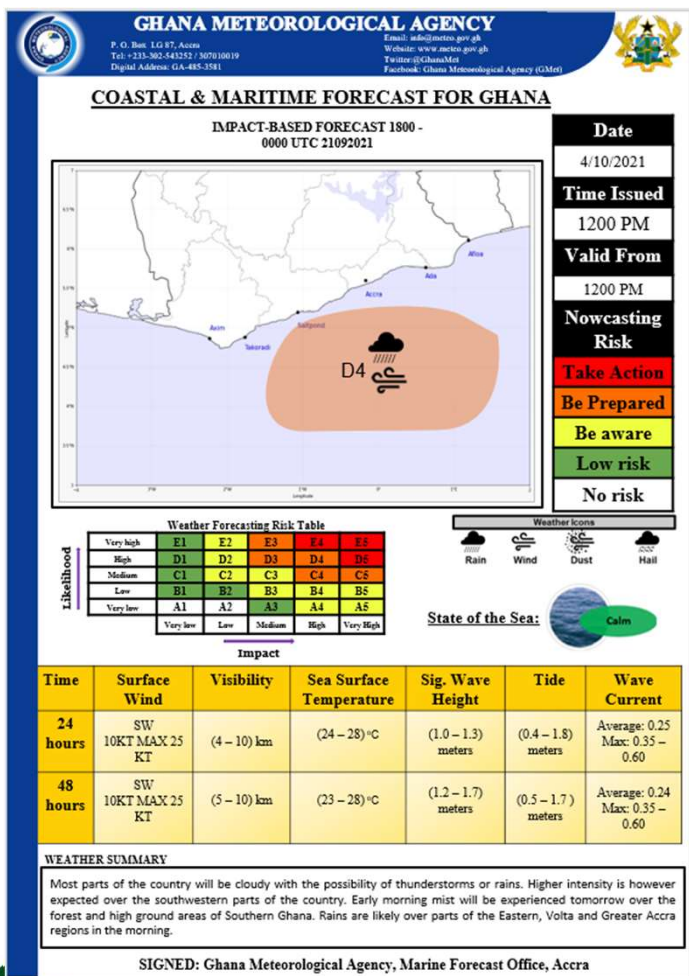 GHANA METEOROLOGICAL AGENCY
P. O. Box LG 87, Accra
Tel: +233-302-543252 / 307010019
Digital Address: GA-485-3581
Email: info@meteo.gov.gh
Website: www.meteo.gov.gh
Twitter:@GhanaMet
Facebook: Ghana Meteorological Agency (GMet)
COASTAL & MARITIME FORECAST FOR GHANA
IMPACT-BASED FORECAST 1800 -
0000 UTC 21092021
Afloa
Ada
Accra
Saltpond
Axim
Takoradi
D4
Longitude
Date
4/10/2021
Time Issued
1200 PM
Valid From
1200 PM
Nowcasting
Risk
Take Action
Be Prepared
Be aware
Low risk
No risk
Weather Forecasting Risk Table
Likelihood
Very high E1 E2 E3 E4 E5
High D1 D2 D3 D4 D5
Medium C1 C2 C3 C4 C5
Low B1 B2 B3 B4 B5
Very low A1 A2 A3 A4 A5
Very low Low Medium High Very High
Impact
Weather Icons
Rain Wind Dust Hail
State of the Sea:
Calm
Time Surface Visibility Sea Surface Sig. Wave Tide Wave
Wind Temperature Height Current
24 hours SW 10KT MAX 25 KT (4 – 10) km (24 – 28) °C (1.0 – 1.3) meters (0.4 – 1.8) meters Average: 0.25 Max: 0.35 – 0.60
48 hours SW 10KT MAX 25 KT (5 – 10) km (23 – 28) °C (1.2 – 1.7) meters (0.5 – 1.7 ) meters Average: 0.24 Max: 0.35 – 0.60
WEATHER SUMMARY
Most parts of the country will be cloudy with the possibility of thunderstorms or rains. Higher intensity is however
expected over the southwestern parts of the country. Early morning mist will be experienced tomorrow over the
forest and high ground areas of Southern Ghana. Rains are likely over parts of the Eastern, Volta and Greater Accra
regions in the morning.
SIGNED: Ghana Meteorological Agency, Marine Forecast Office, Accra